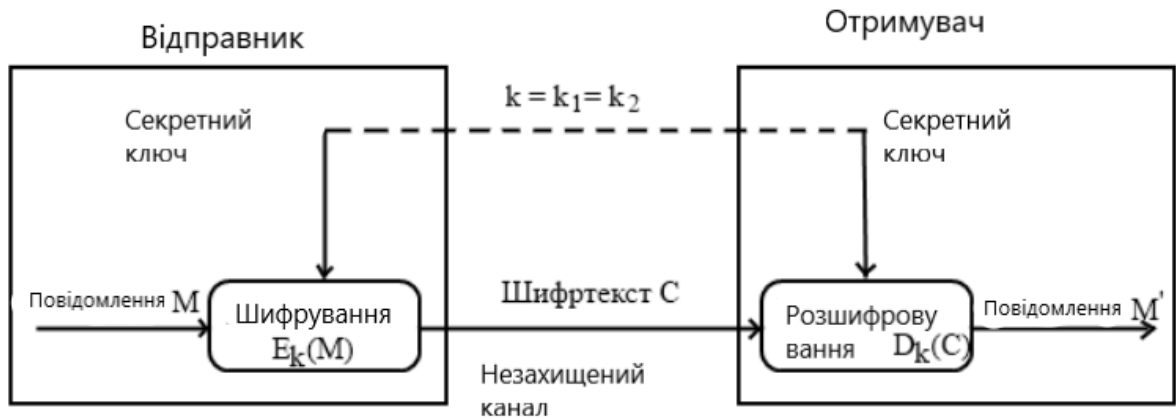 Відправник
Отримувач
k = k1 = k2
Секретний
ключ
Секретний
ключ
Повідомлення M
Шифрування
Ek(M)
Шифртекст C
Незахищений
канал
Розшифрову
вання Dk(C)
Повідомлення M'